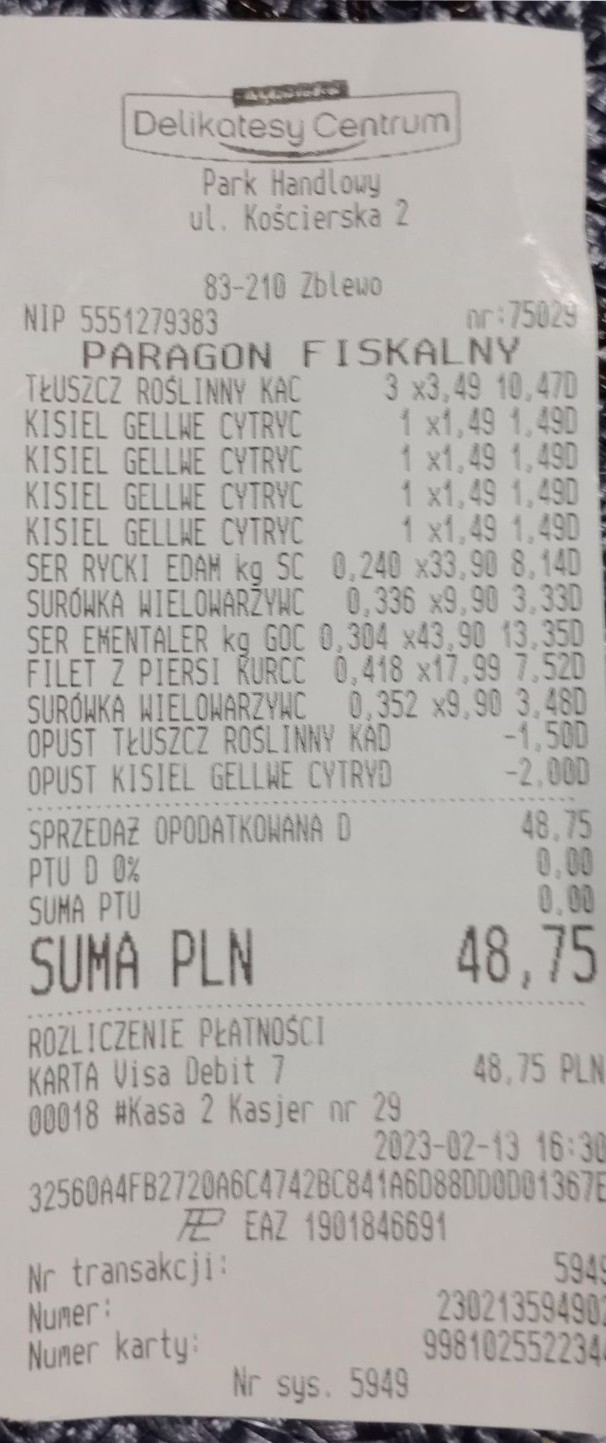 Delikatesy Centrum
Park Handlowy
ul. Kościerska 2
83-210 Zblewo
NIP 5551279383 nr:75029
PARAGON FISKALNY
TŁUSZCZ ROŚLINNY KAC 3 x3,49 10,47D
KISIEL GELLWE CYTRYC 1 x1,49 1,49D
KISIEL GELLWE CYTRYC 1 x1,49 1,49D
KISIEL GELLWE CYTRYC 1 x1,49 1,49D
KISIEL GELLWE CYTRYC 1 x1,49 1,49D
SER RYCKI EDAM kg SC 0,240 x33,90 8,14D
SURÓWKA WIELOWARZYWC 0,336 x9,90 3,33D
SER EMENTALER kg GOC 0,304 x43,90 13,35D
FILET Z PIERSI KURCC 0,418 x17,99 7,52D
SURÓWKA WIELOWARZYWC 0,352 x9,90 3,48D
OPUST TŁUSZCZ ROŚLINNY KAD -1,50D
OPUST KISIEL GELLWE CYTRYD -2,00D
SPRZEDAŻ OPODATKOWANA D 48,75
PTU D 0% 0,00
SUMA PTU 0,00
SUMA PLN 48,75
ROZLICZENIE PŁATNOŚCI
KARTA Visa Debit 7 48,75 PLN
00018 #Kasa 2 Kasjer nr 29
2023-02-13 16:30
32560A4FB2720A6C4742BC841A6D88DD0D01367E
EAZ 1901846691
Nr transakcji: 5949
Numer: 230213594902
Numer karty: 998102552234
Nr sys. 5949